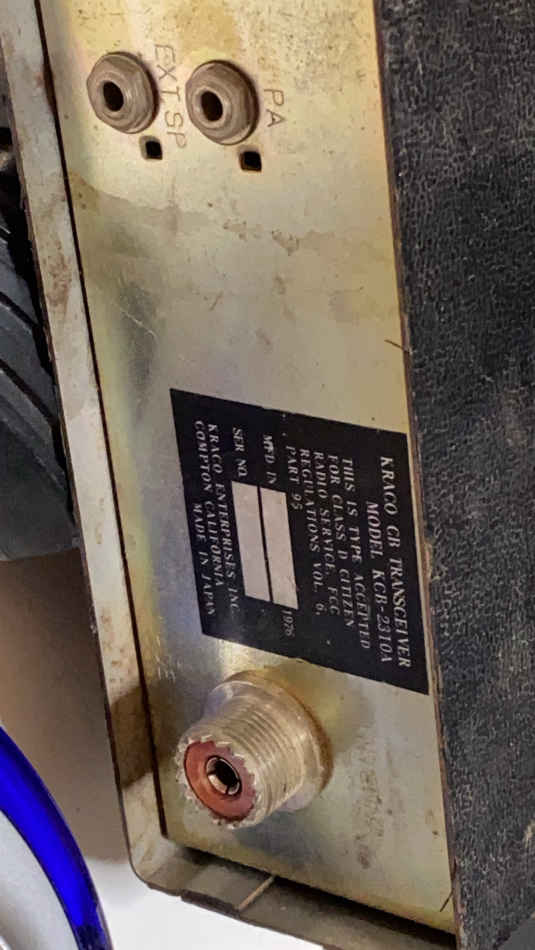 EXT SP
PA
KRACO CB TRANSCEIVER
MODEL KCB-2310A
THIS IS TYPE ACCEPTED
FOR CLASS D CITIZEN
RADIO SERVICE, FCC
REGULATIONS VOL. 6,
PART 95
MFD. IN 1976
SER NO.
KRACO ENTERPRISES INC.
COMPTON CALIFORNIA
MADE IN JAPAN